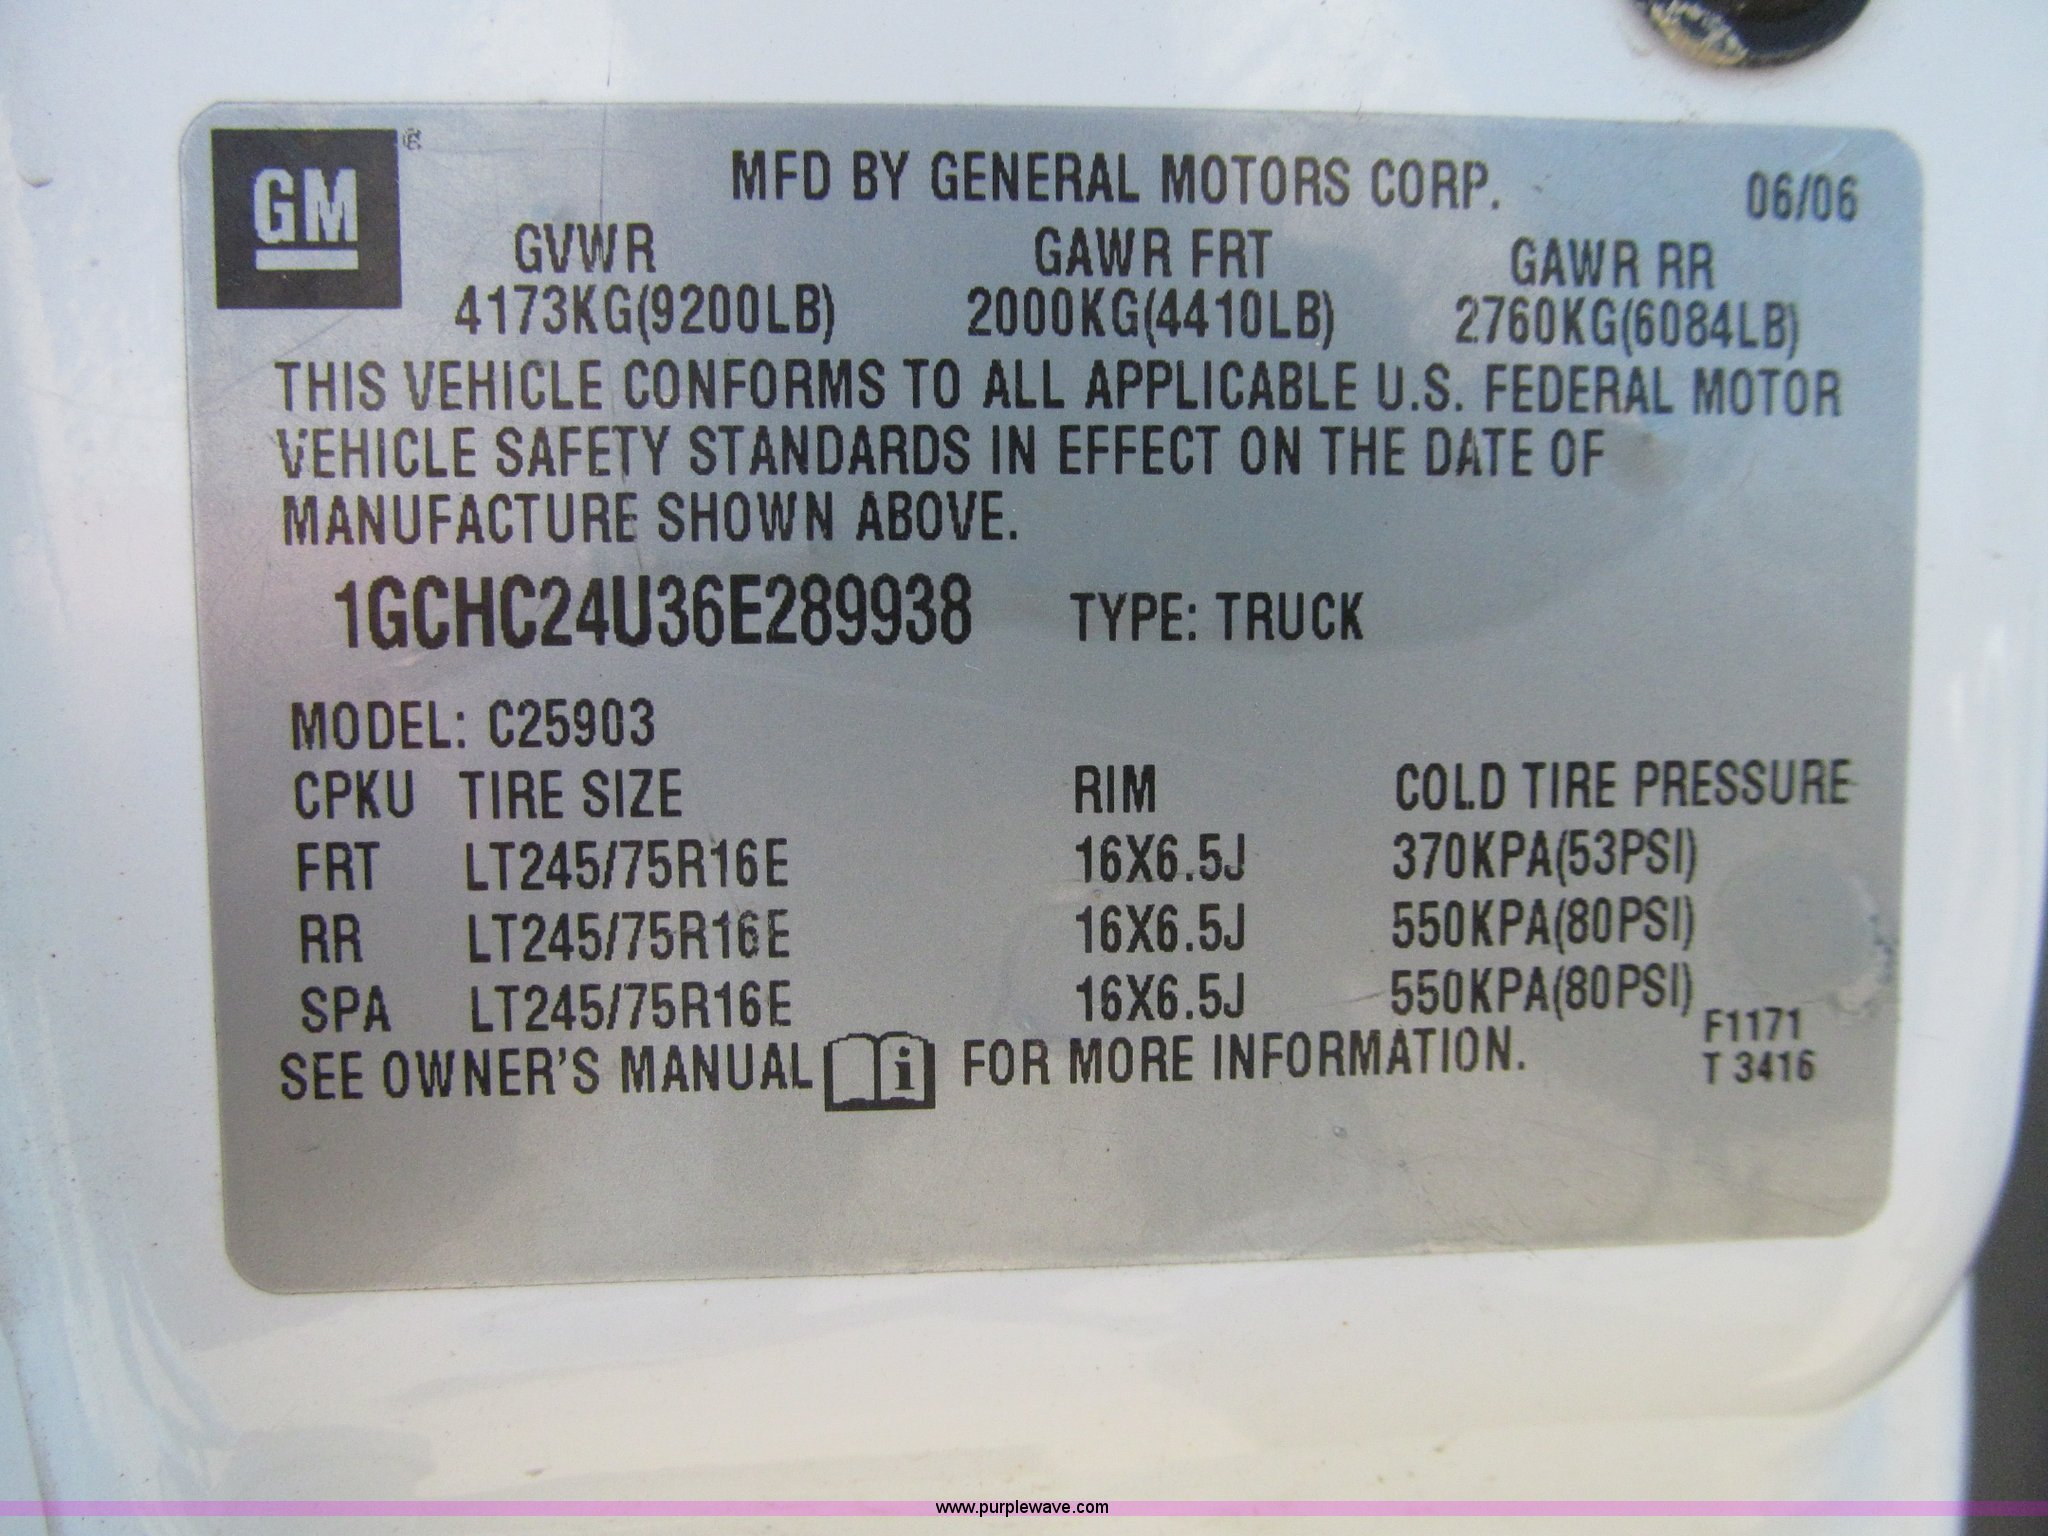 GM
MFD BY GENERAL MOTORS CORP. 06/06
GVWR GAWR FRT GAWR RR
4173KG(9200LB) 2000KG(4410LB) 2760KG(6084LB)
THIS VEHICLE CONFORMS TO ALL APPLICABLE U.S. FEDERAL MOTOR
VEHICLE SAFETY STANDARDS IN EFFECT ON THE DATE OF
MANUFACTURE SHOWN ABOVE.
1GCHC24U36E289938 TYPE: TRUCK
MODEL: C25903
CPKU TIRE SIZE RIM COLD TIRE PRESSURE
FRT LT245/75R16E 16X6.5J 370KPA(53PSI)
RR LT245/75R16E 16X6.5J 550KPA(80PSI)
SPA LT245/75R16E 16X6.5J 550KPA(80PSI)
SEE OWNER'S MANUAL i FOR MORE INFORMATION.
F1171
T 3416
www.purplewave.com